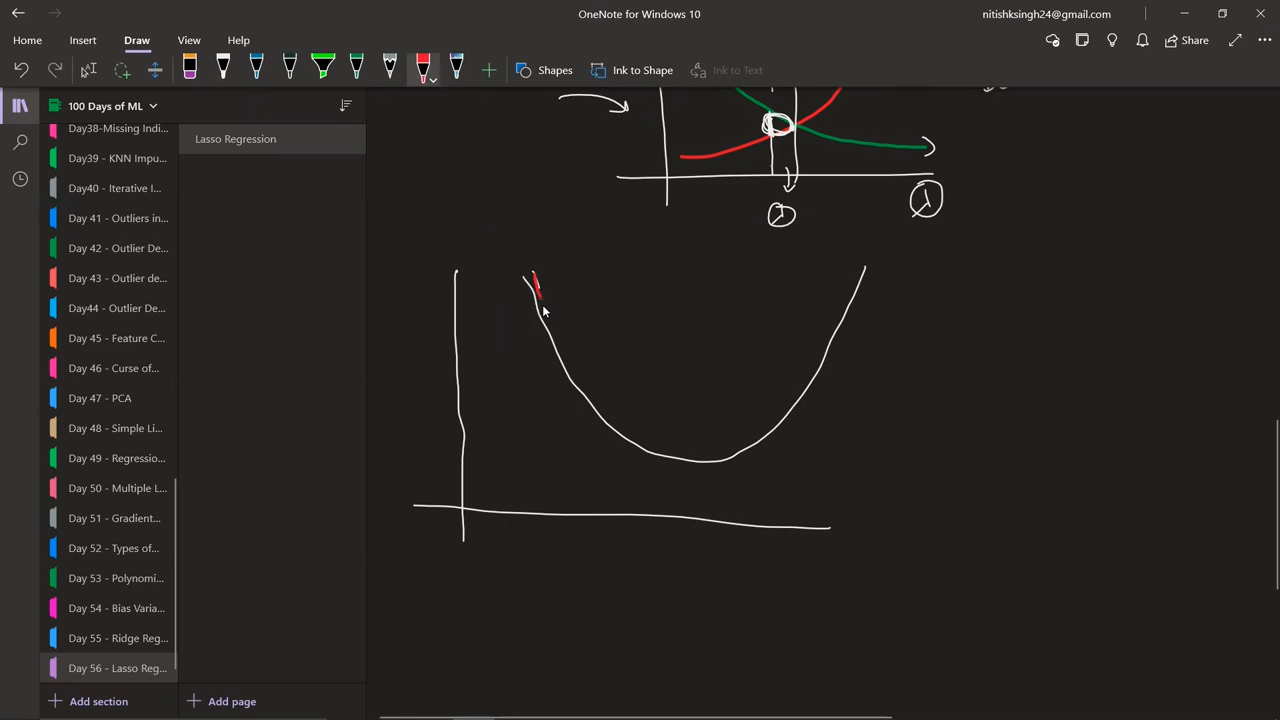 OneNote for Windows 10
nitishksingh24@gmail.com
Home Insert Draw View Help
Share
Shapes Ink to Shape Ink to Text
100 Days of ML
Day38-Missing Indi...
Day39 - KNN Impu...
Day40 - Iterative I...
Day 41 - Outliers in...
Day 42 - Outlier De...
Day 43 - Outlier de...
Day44 - Outlier De...
Day 45 - Feature C...
Day 46 - Curse of...
Day 47 - PCA
Day 48 - Simple Li...
Day 49 - Regressio...
Day 50 - Multiple L...
Day 51 - Gradient...
Day 52 - Types of...
Day 53 - Polynomi...
Day 54 - Bias Varia...
Day 55 - Ridge Reg...
Day 56 - Lasso Reg...
Add section
Lasso Regression
Add page
λ
λ